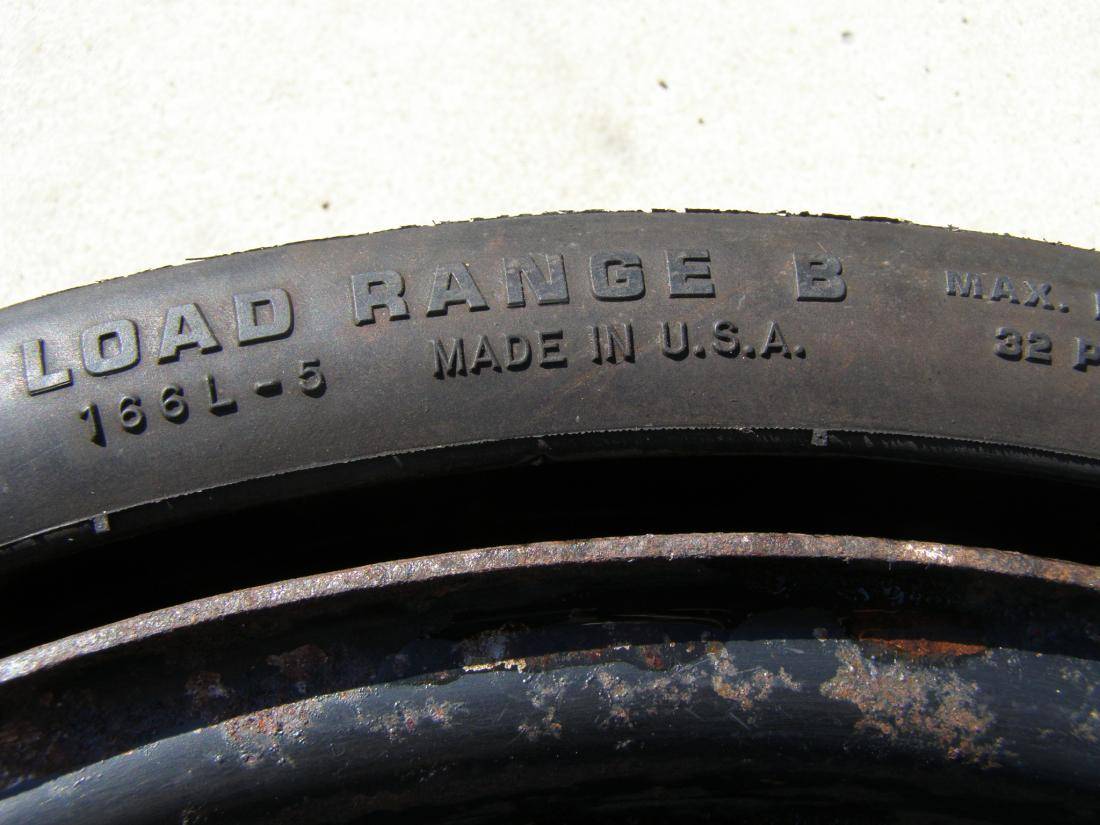 LOAD RANGE B
166L-5 MADE IN U.S.A.
MAX.
32